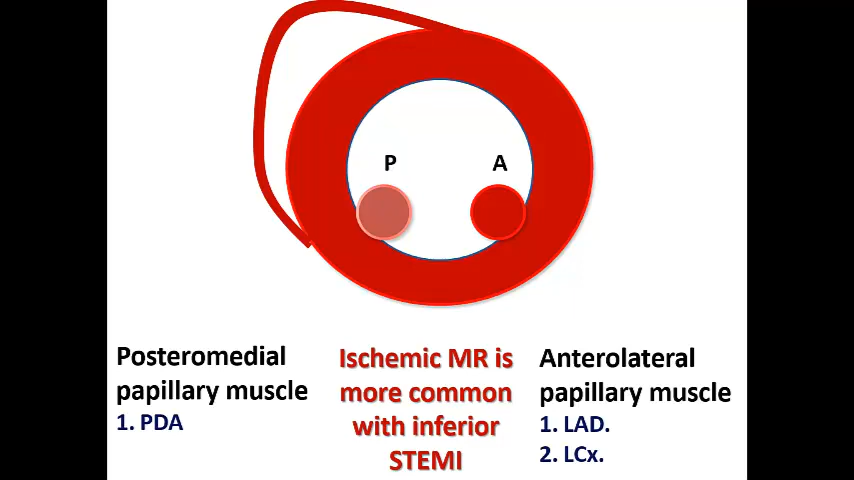 P
A
Posteromedial
papillary muscle
1. PDA
Ischemic MR is
more common
with inferior
STEMI
Anterolateral
papillary muscle
1. LAD.
2. LCx.